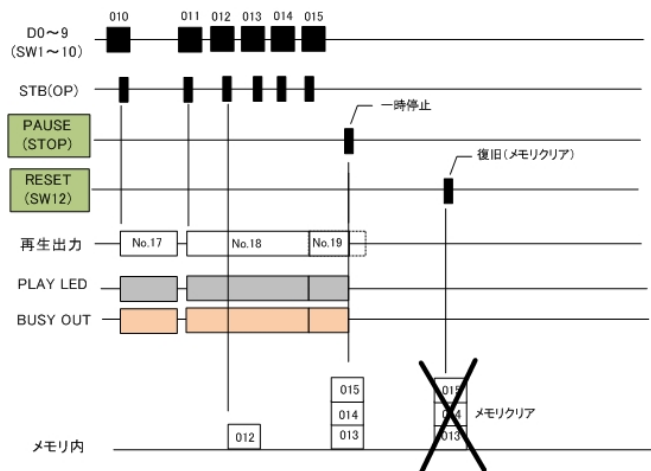 010 011 012 013 014 015
D0～9
(SW1～10)
STB(OP)
一時停止
PAUSE
(STOP)
復旧(メモリクリア)
RESET
(SW12)
再生出力 No.17 No.18 No.19
PLAY LED
BUSY OUT
015 015
014 014 メモリクリア
メモリ内 012 013 013